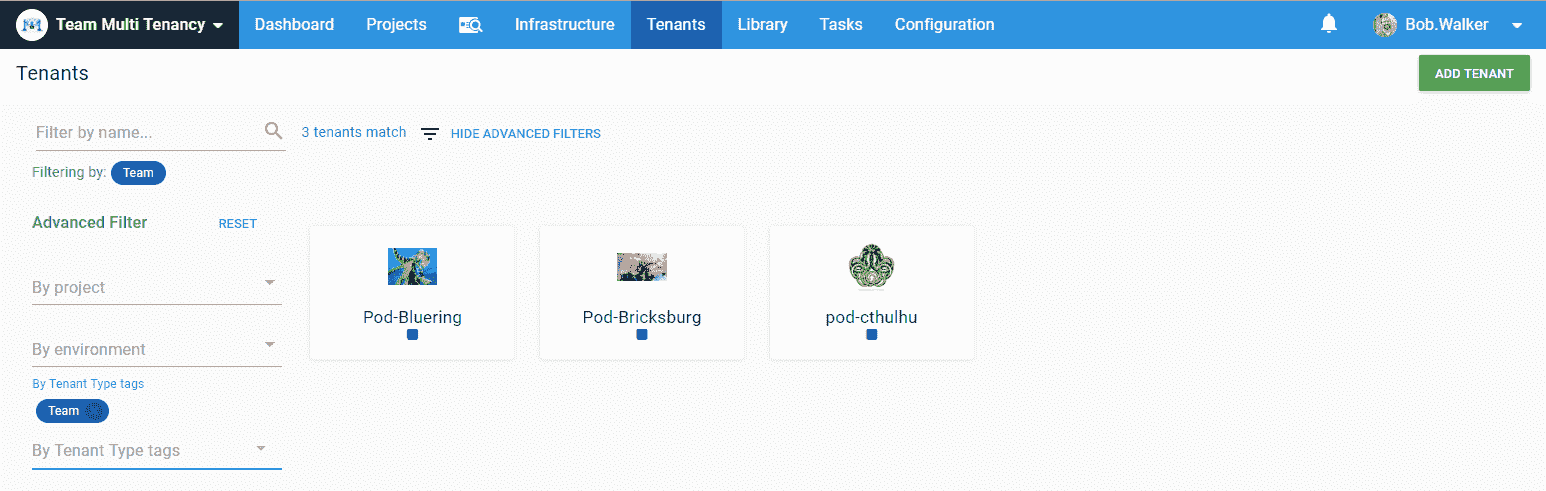 Team Multi Tenancy Dashboard Projects Infrastructure Tenants Library Tasks Configuration Bob.Walker
Tenants ADD TENANT
Filter by name... 3 tenants match HIDE ADVANCED FILTERS
Filtering by: Team
Advanced Filter RESET
By project
Pod-Bluering Pod-Bricksburg pod-cthulhu
By environment
By Tenant Type tags
Team
By Tenant Type tags